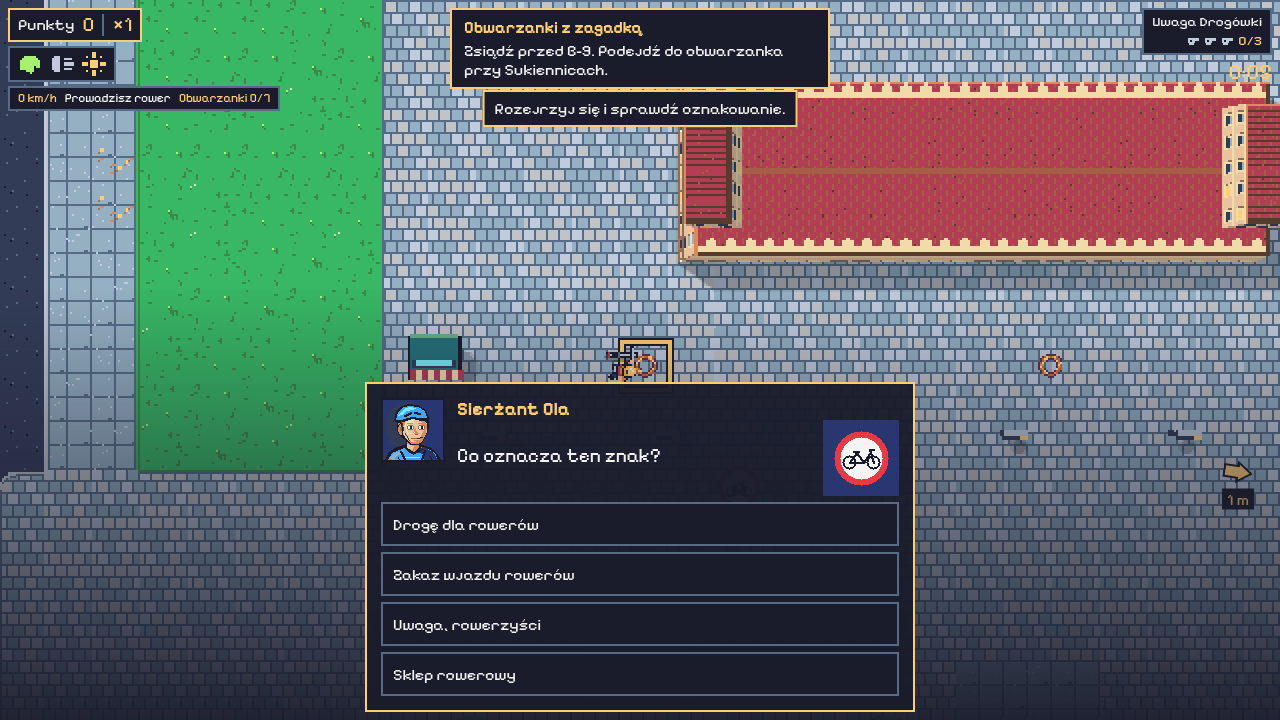 Punkty 0 ×1
0 km/h Prowadzisz rower Obwarzanki 0/7
Obwarzanki z zagadką
Zsiądź przed B-9. Podejdź do obwarzanka
przy Sukiennicach.
Rozejrzyj się i sprawdź oznakowanie.
Uwaga Drogówki
0/3
0:09
Sierżant Ola
Co oznacza ten znak?
Drogę dla rowerów
Zakaz wjazdu rowerów
Uwaga, rowerzyści
Sklep rowerowy
1 m